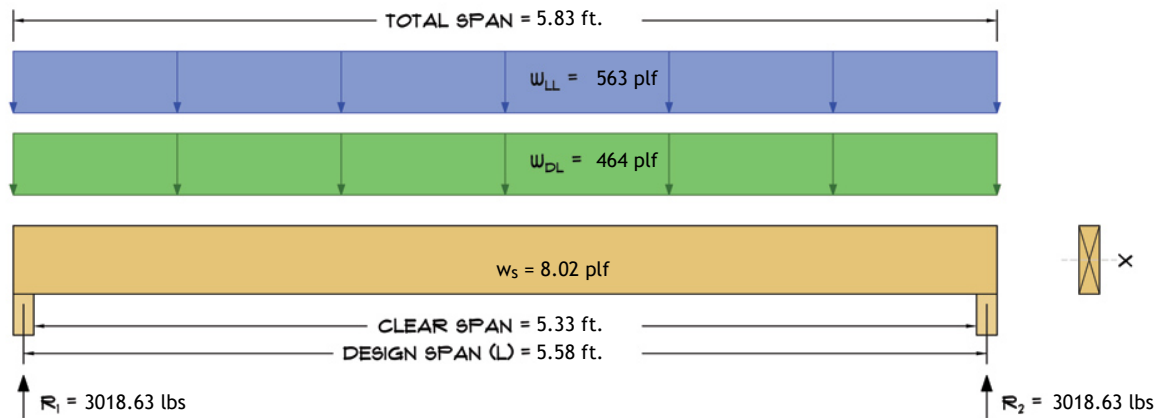 TOTAL SPAN = 5.83 ft.
WLL = 563 plf
WDL = 464 plf
ws = 8.02 plf
X
CLEAR SPAN = 5.33 ft.
DESIGN SPAN (L) = 5.58 ft.
R1 = 3018.63 lbs
R2 = 3018.63 lbs